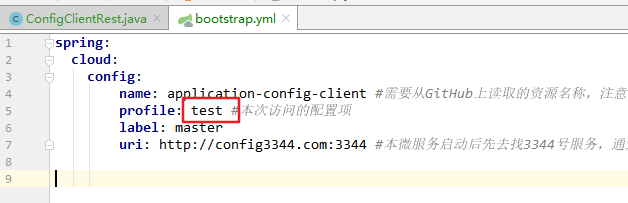 ConfigClientRest.java × bootstrap.yml ×
1 spring:
2 cloud:
3 config:
4 name: application-config-client #需要从GitHub上读取的资源名称，注意
5 profile: test #本次访问的配置项
6 label: master
7 uri: http://config3344.com:3344 #本微服务启动后先去找3344号服务，通
8
9